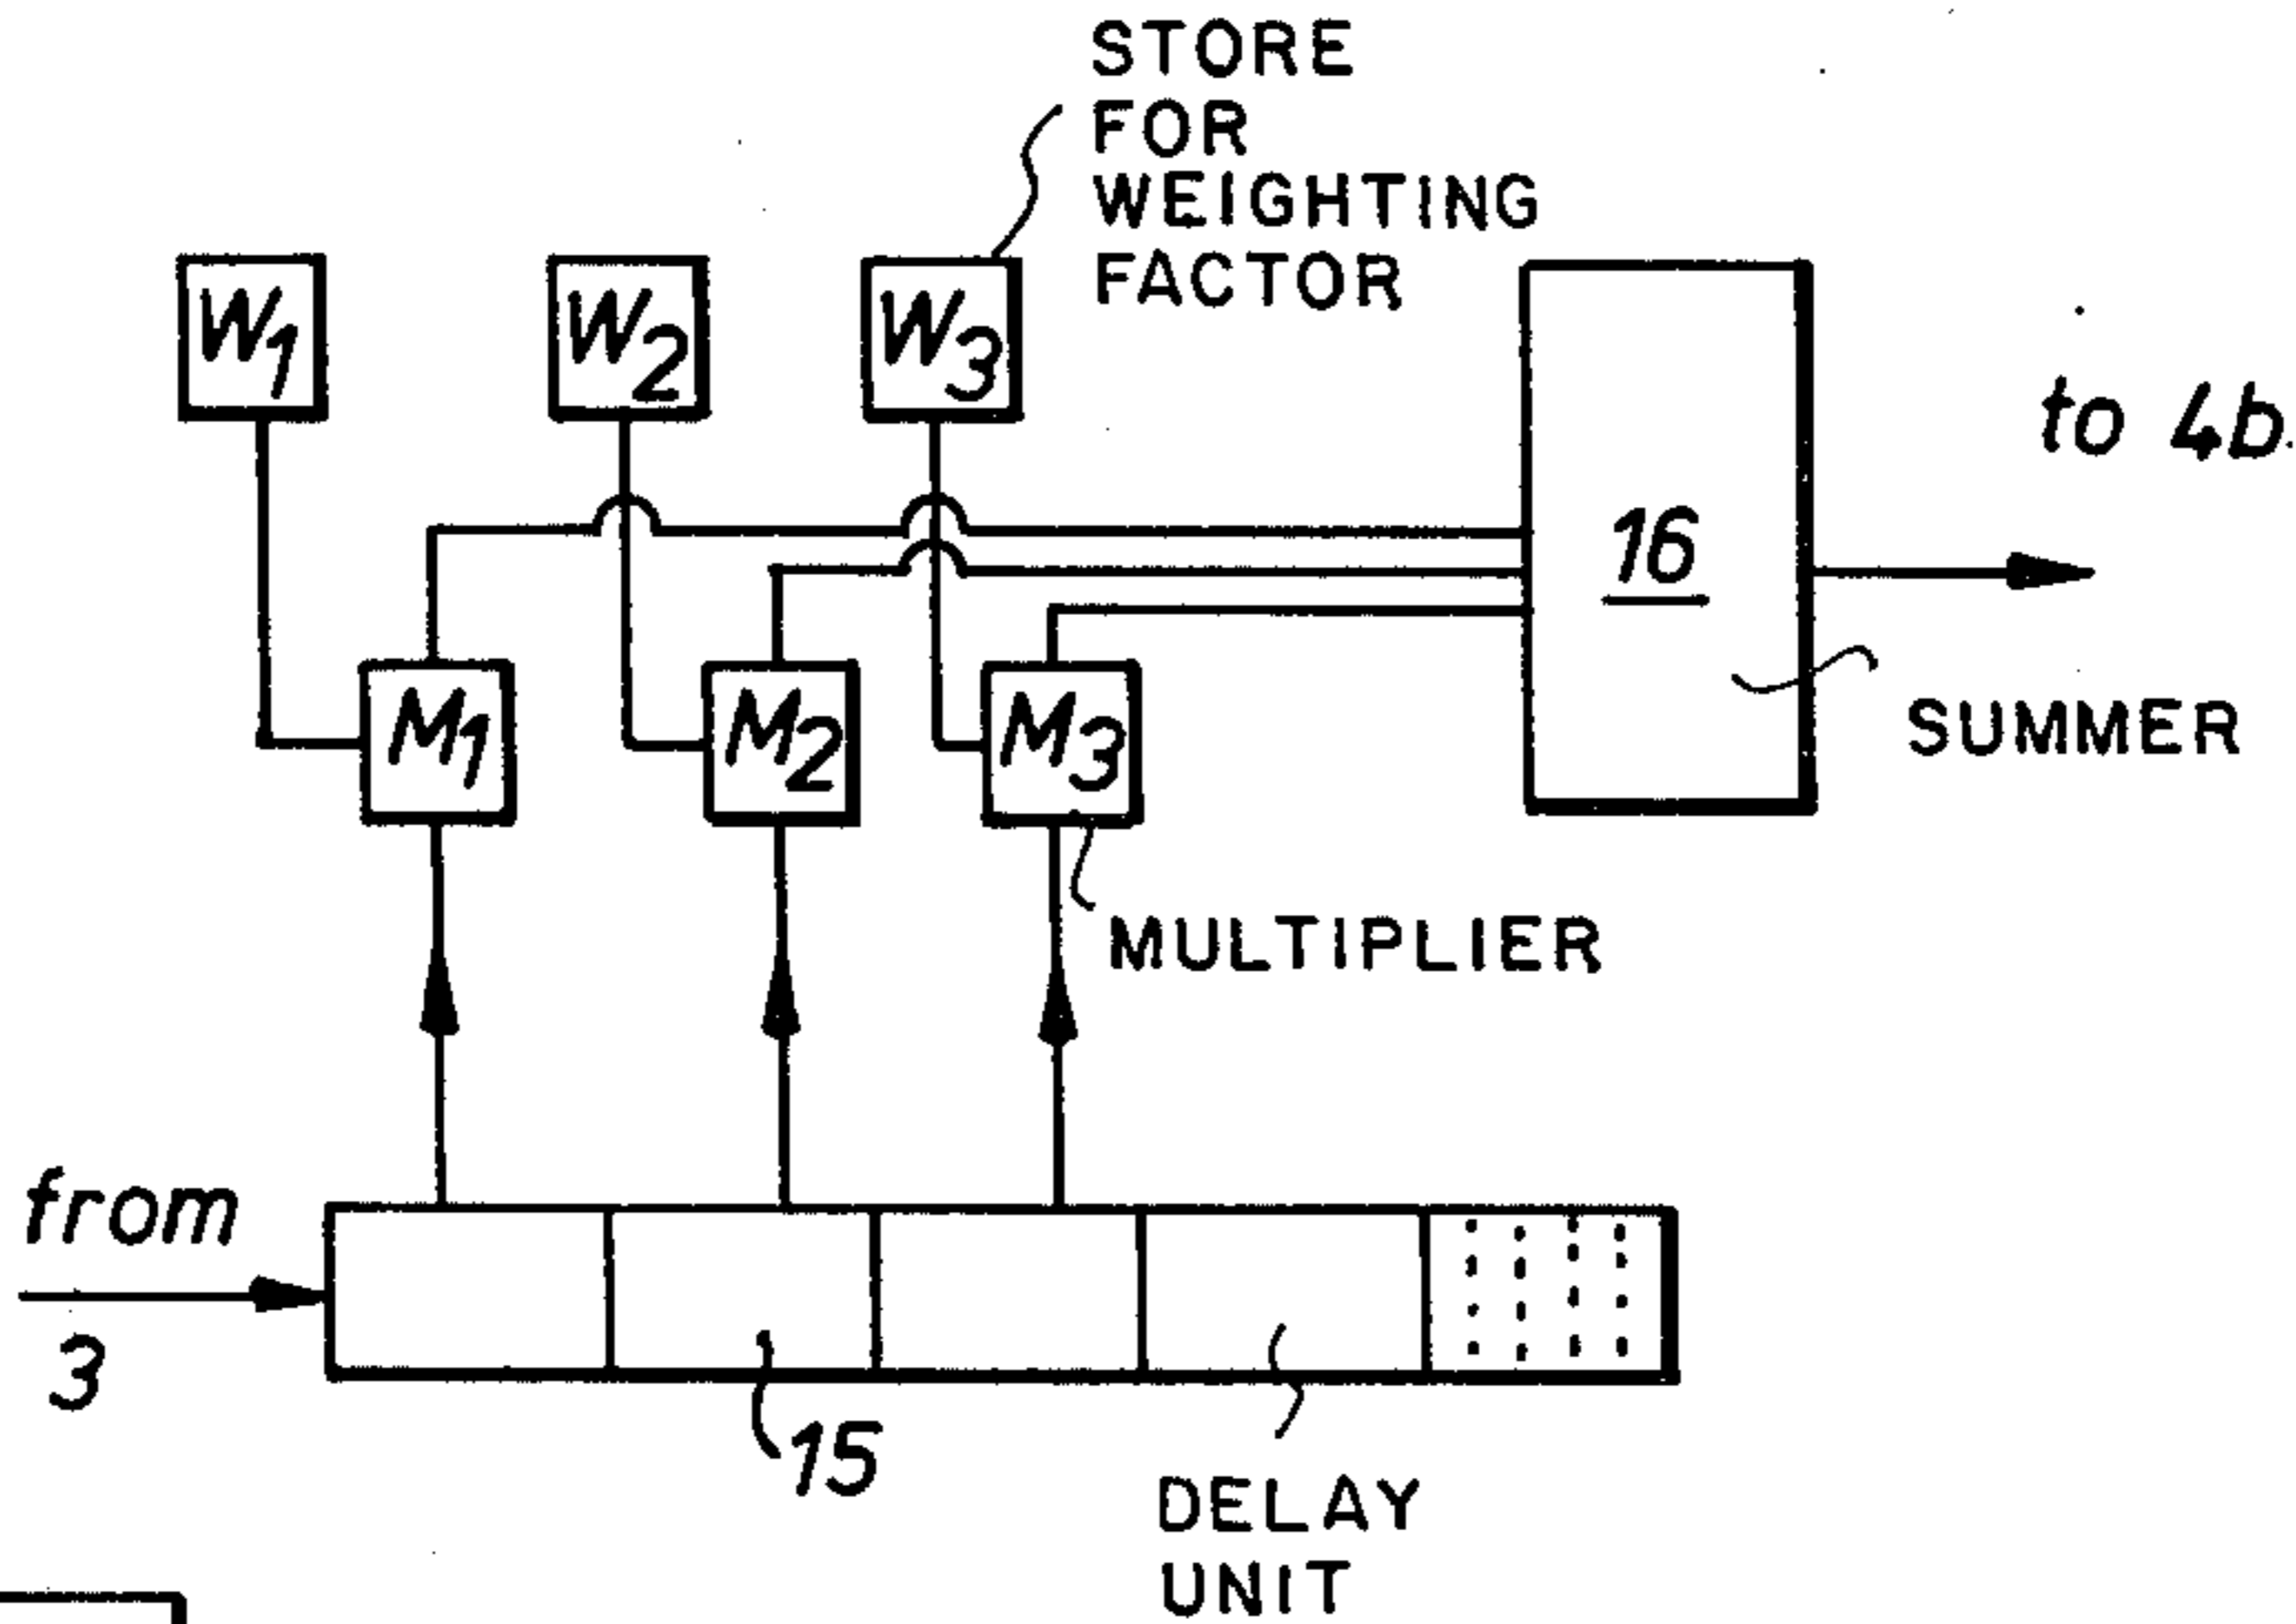 STORE
FOR
WEIGHTING
FACTOR
W1
W2
W3
to 4b.
16
M1
M2
M3
SUMMER
MULTIPLIER
from
3
15
DELAY
UNIT